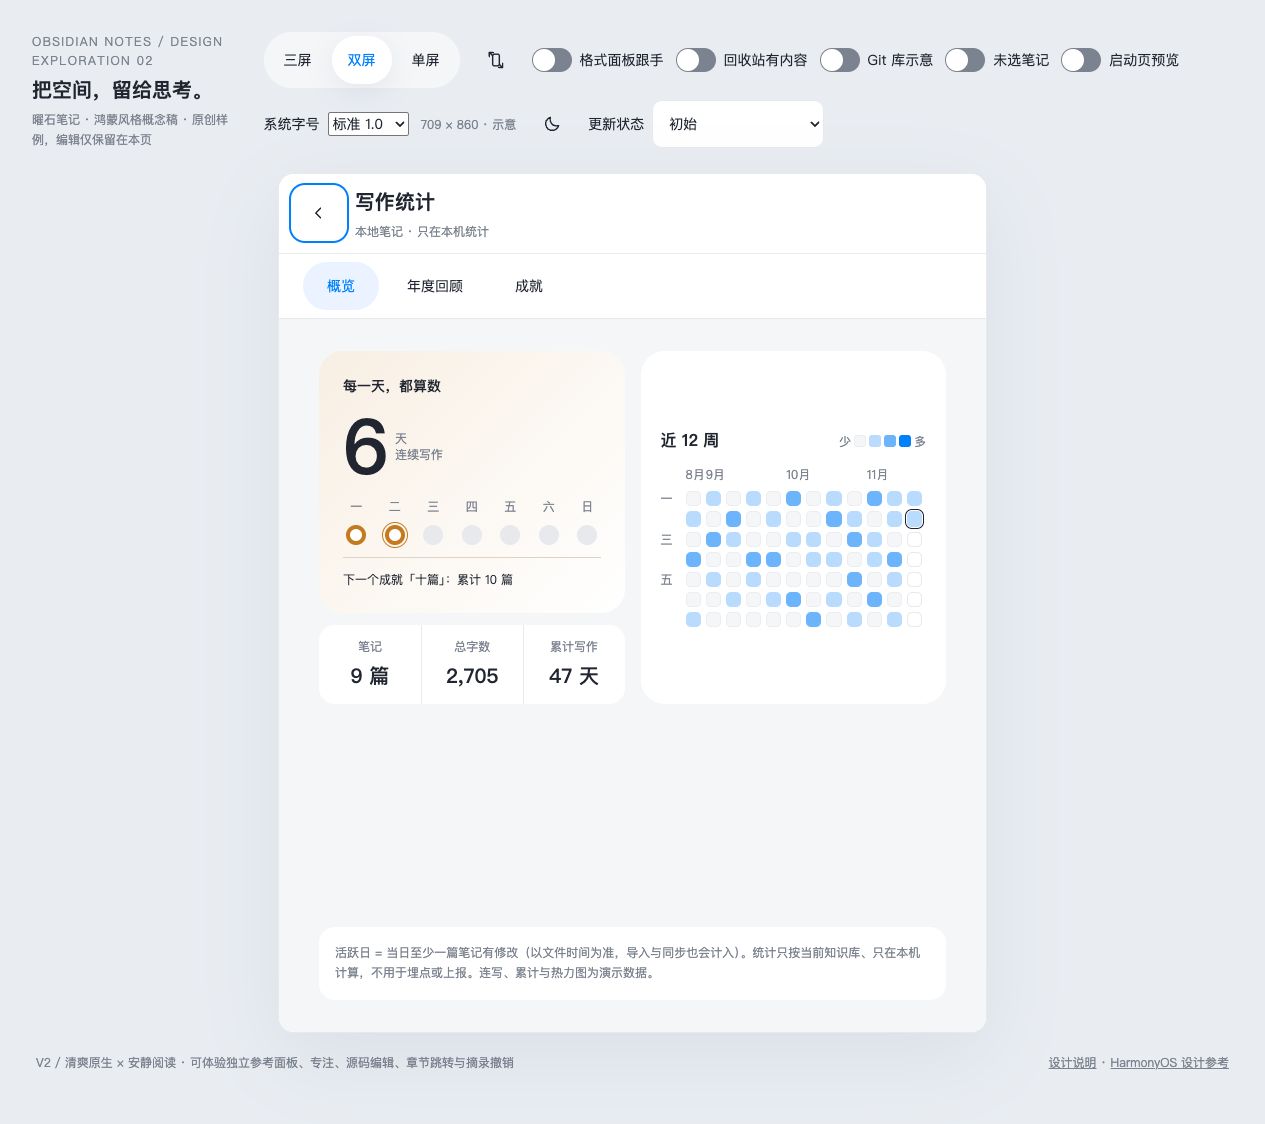 OBSIDIAN NOTES / DESIGN
EXPLORATION 02
把空间，留给思考。
曜石笔记 · 鸿蒙风格概念稿 · 原创样
例，编辑仅保留在本页
三屏 双屏 单屏
格式面板跟手
回收站有内容
Git 库示意
未选笔记
启动页预览
系统字号 标准 1.0 709 × 860 · 示意
更新状态 初始
写作统计
本地笔记 · 只在本机统计
概览 年度回顾 成就
每一天，都算数
6 天
连续写作
一 二 三 四 五 六 日
下一个成就「十篇」：累计 10 篇
笔记 总字数 累计写作
9 篇 2,705 47 天
近 12 周 少 多
8月 9月 10月 11月
一
三
五
活跃日 = 当日至少一篇笔记有修改（以文件时间为准，导入与同步也会计入）。统计只按当前知识库、只在本机
计算，不用于埋点或上报。连写、累计与热力图为演示数据。
V2 / 清爽原生 × 安静阅读 · 可体验独立参考面板、专注、源码编辑、章节跳转与摘录撤销
设计说明 · HarmonyOS 设计参考